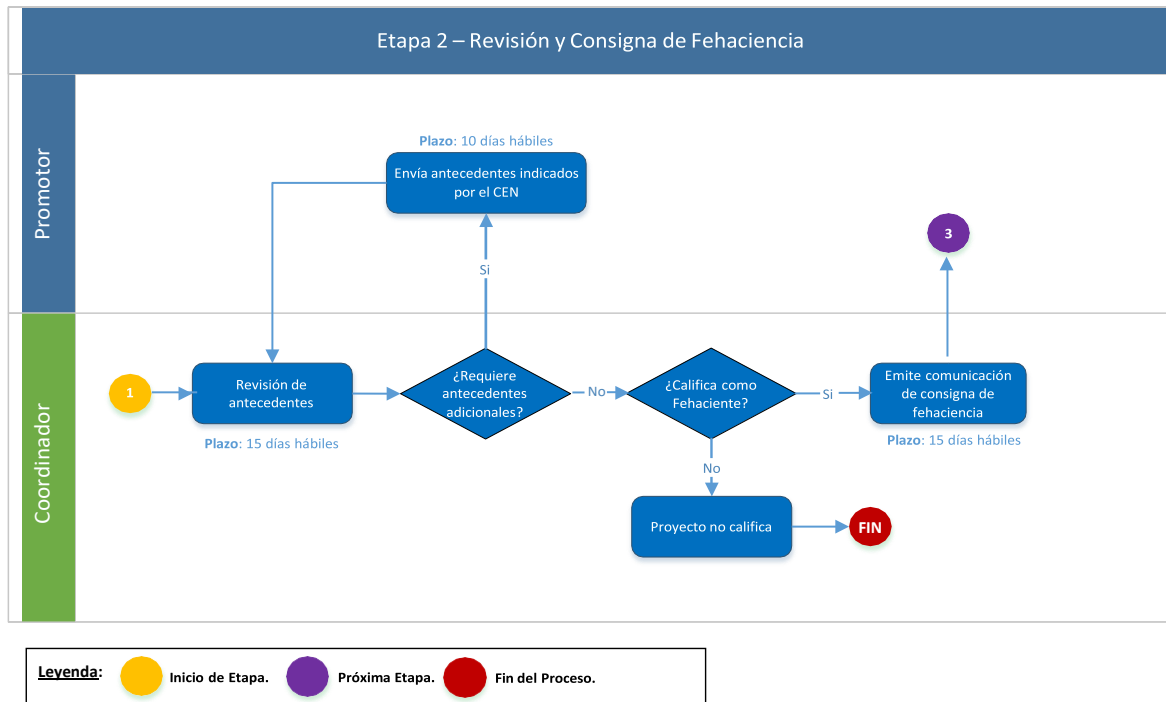 Etapa 2 – Revisión y Consigna de Fehaciencia
Promotor
Plazo: 10 días hábiles
Envía antecedentes indicados
por el CEN
3
Si
Coordinador
1
Revisión de
antecedentes
Plazo: 15 días hábiles
¿Requiere
antecedentes
adicionales?
No
¿Califica como
Fehaciente?
Si
Emite comunicación
de consigna de
fehaciencia
Plazo: 15 días hábiles
No
Proyecto no califica
FIN
Leyenda:
Inicio de Etapa.
Próxima Etapa.
Fin del Proceso.